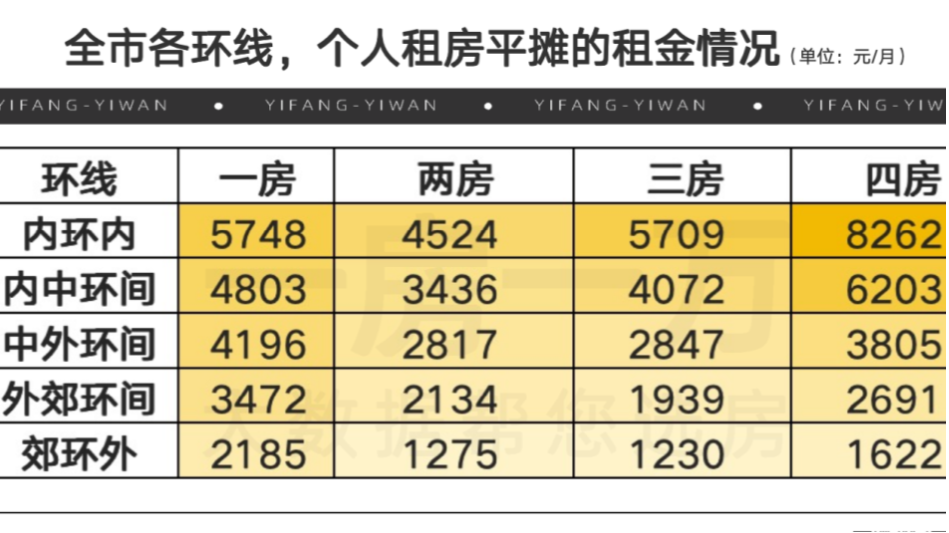 全市各环线，个人租房平摊的租金情况（单位：元/月）
YIFANG-YIWAN • YIFANG-YIWAN • YIFANG-YIWAN • YIFANG-YIW
环线 一房 两房 三房 四房
内环内 5748 4524 5709 8262
内中环间 4803 3436 4072 6203
中外环间 4196 2817 2847 3805
外郊环间 3472 2134 1939 2691
郊环外 2185 1275 1230 1622
一房一万
大数据帮您选房